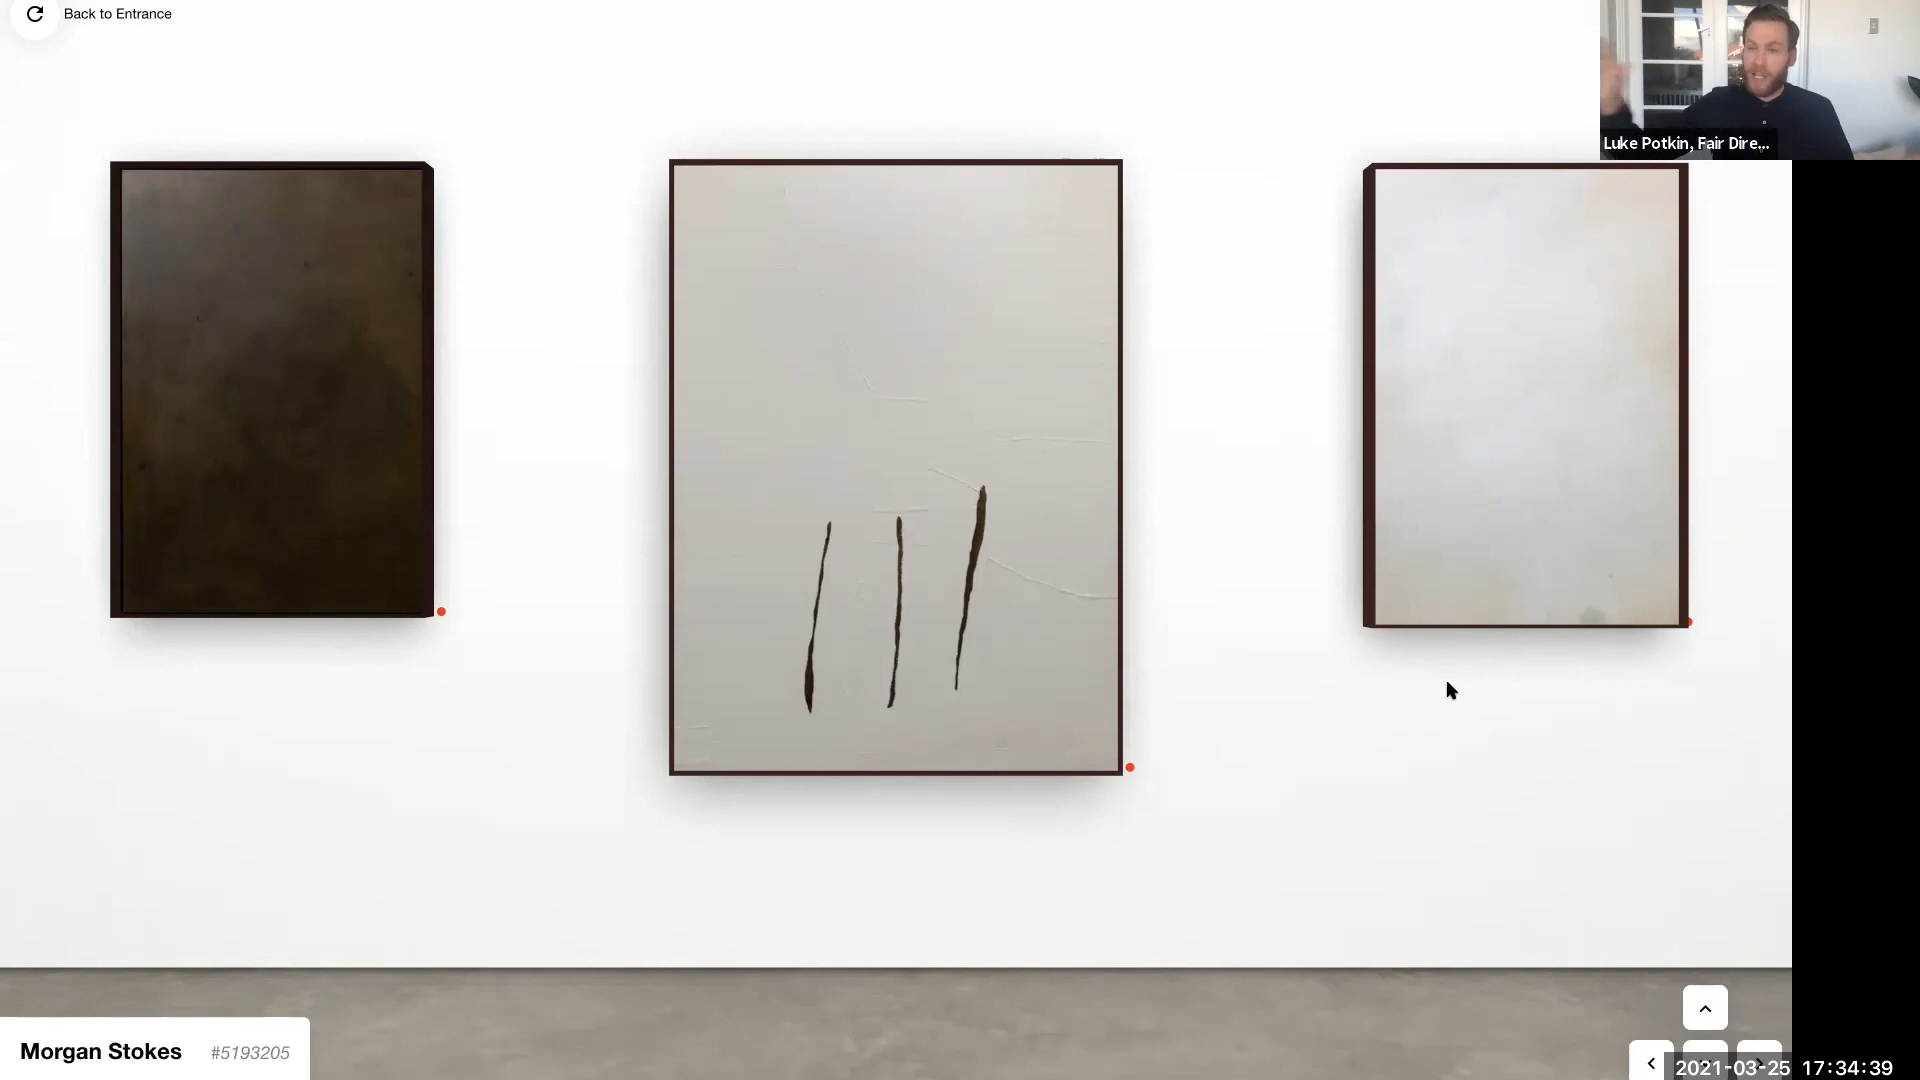 Back to Entrance
Luke Potkin, Fair Dire...
Morgan Stokes #5193205
2021-03-25 17:34:39